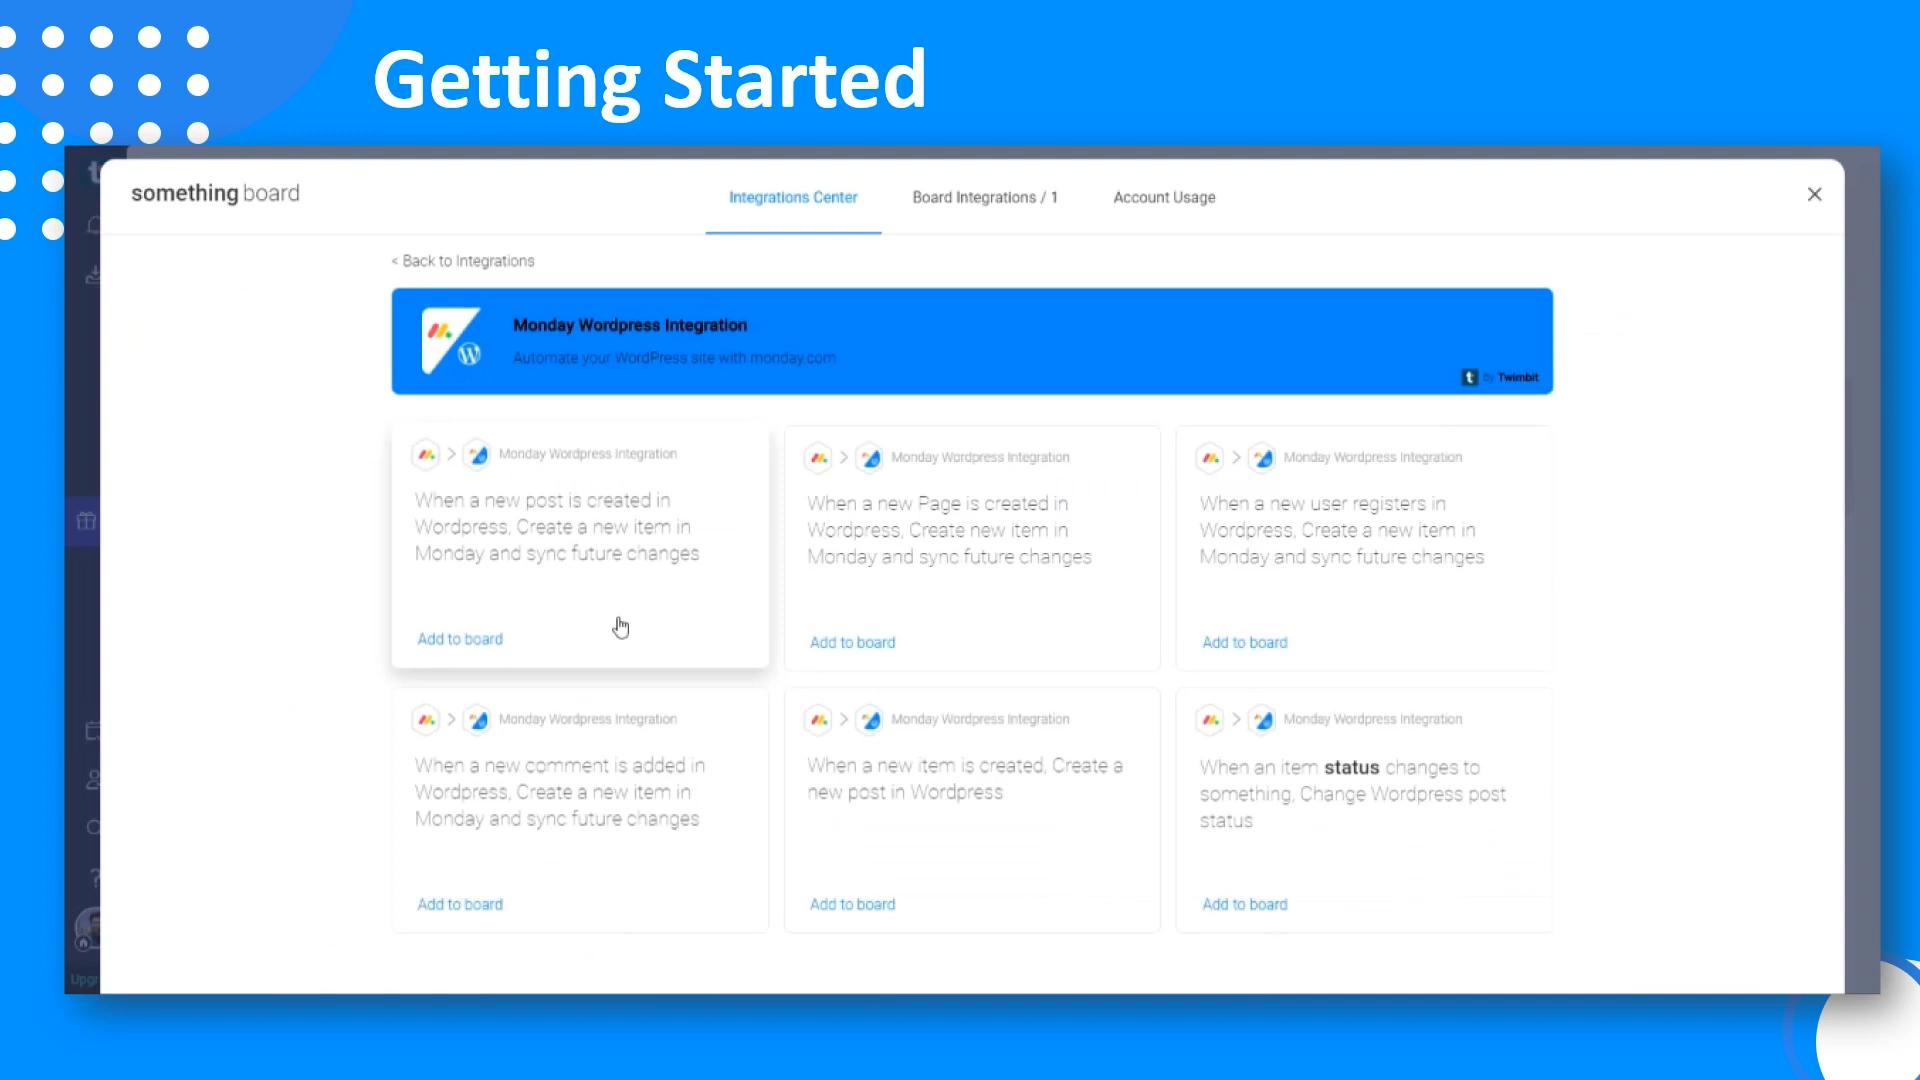 Getting Started
something board
Integrations Center
Board Integrations / 1
Account Usage
< Back to Integrations
Monday Wordpress Integration
Automate your WordPress site with monday.com
t by Twimbit
Monday Wordpress Integration
When a new post is created in
Wordpress, Create a new item in
Monday and sync future changes
Add to board
Monday Wordpress Integration
When a new Page is created in
Wordpress, Create new item in
Monday and sync future changes
Add to board
Monday Wordpress Integration
When a new user registers in
Wordpress, Create a new item in
Monday and sync future changes
Add to board
Monday Wordpress Integration
When a new comment is added in
Wordpress, Create a new item in
Monday and sync future changes
Add to board
Monday Wordpress Integration
When a new item is created, Create a
new post in Wordpress
Add to board
Monday Wordpress Integration
When an item status changes to
something, Change Wordpress post
status
Add to board
Upgr